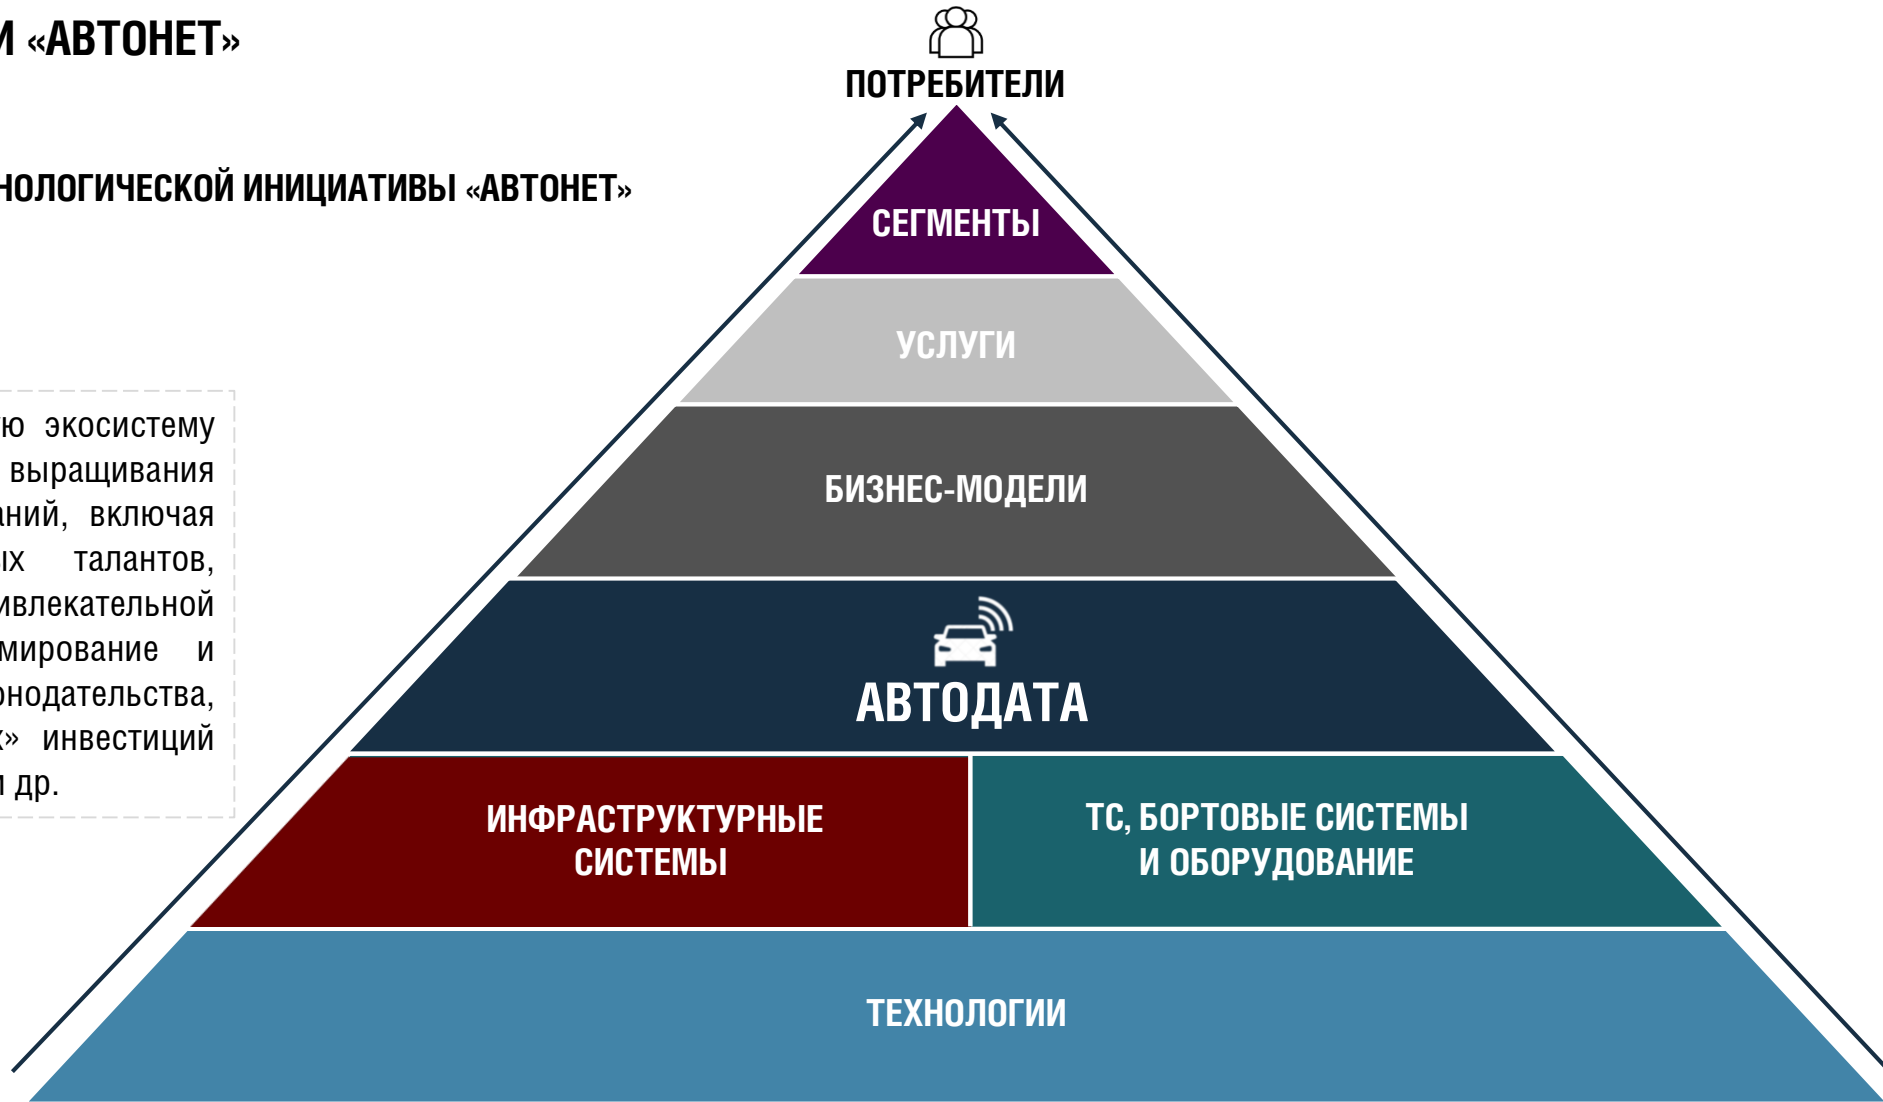 И «АВТОНЕТ»
НОЛОГИЧЕСКОЙ ИНИЦИАТИВЫ «АВТОНЕТ»
ю экосистему
выращивания
аний, включая
ых талантов,
ивлекательной
мирование и
онодательства,
х» инвестиций
и др.
ПОТРЕБИТЕЛИ
СЕГМЕНТЫ
УСЛУГИ
БИЗНЕС-МОДЕЛИ
АВТОДАТА
ИНФРАСТРУКТУРНЫЕ
СИСТЕМЫ
ТС, БОРТОВЫЕ СИСТЕМЫ
И ОБОРУДОВАНИЕ
ТЕХНОЛОГИИ